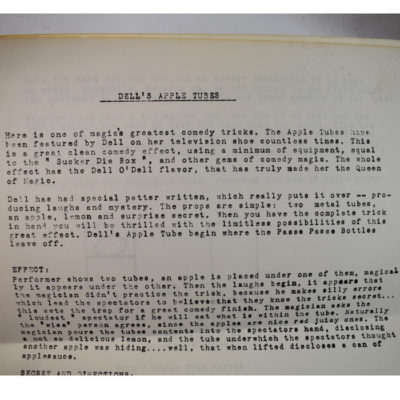 DELL'S APPLE TUBES
Here is one of magic's greatest comedy tricks. The Apple Tubes have
been featured by Dell on her television show countless times. This
is a great clean comedy effect, using a minimum of equipment, equal
to the " Sucker Die Box ", and other gems of comedy magic. The whole
effect has the Dell O'Dell flavor, that has truly made her the Queen
of Magic.
Dell has had special patter written, which really puts it over -- pro-
ducing laughs and mystery. The props are simple: two metal tubes,
an apple, lemon and surprise secret. When you have the complete trick
in hand you will be thrilled with the limitless possibilities of this
great effect. Dell's Apple Tube begin where the Passe Passe Bottles
leave off.
EFFECT:
Performer shows two tubes, an apple is placed under one of them, magical
ly it appears under the other. Then the laughs begin, it appears that
the magician didn't practice the trick, because he makes silly errors
which lead the spectators to believe that they know the tricks secret...
this sets the trap for a great comedy finish. The magician asks the
" loudest " spectator if he will eat what is within the tube. Naturally
the "wise" person agrees, since the apples are nice red juicy ones. The
magician pours the tubes contents into the spectators hand, disclosing
a not so delicious lemon, and the tube underwhich the spectators thought
another apple was hiding....well, that when lifted discloses a can of
applesauce.
SECRET AND DIRECTIONS: